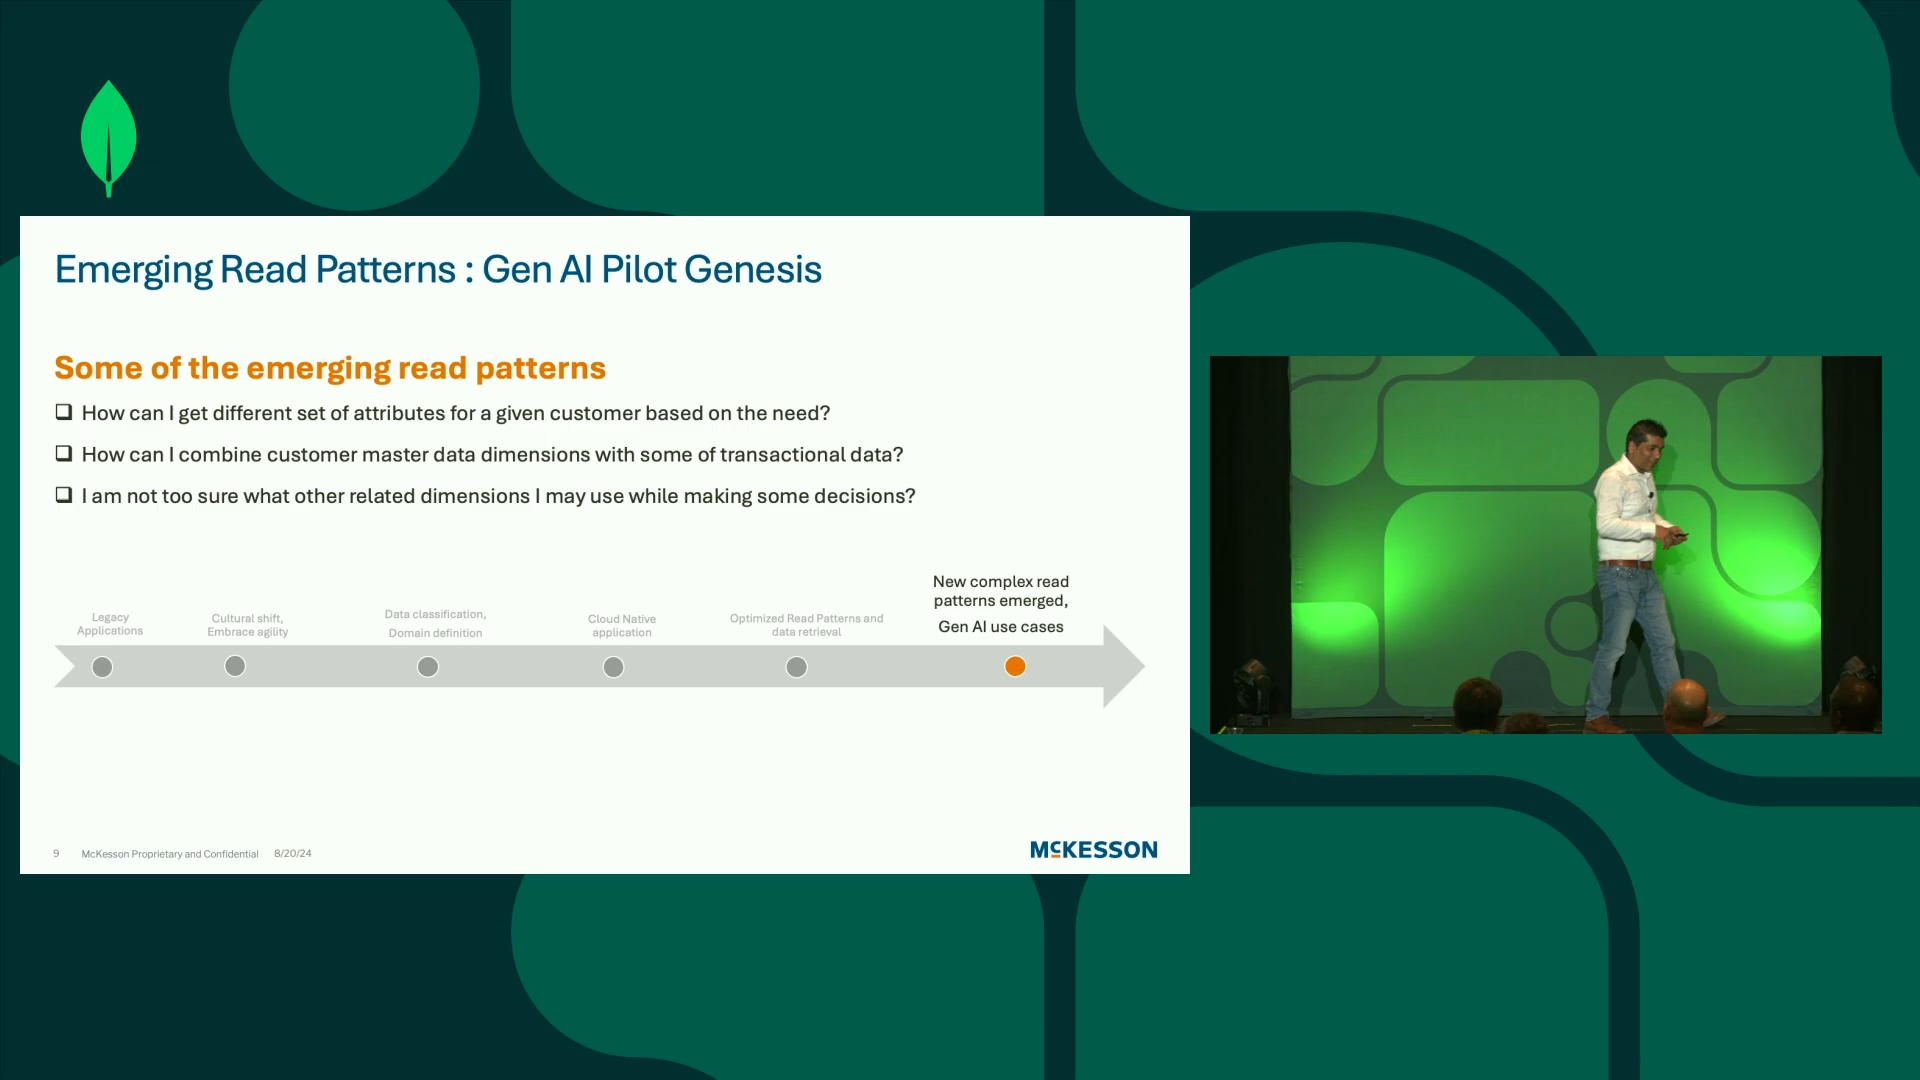 Emerging Read Patterns : Gen AI Pilot Genesis
Some of the emerging read patterns
❑ How can I get different set of attributes for a given customer based on the need?
❑ How can I combine customer master data dimensions with some of transactional data?
❑ I am not too sure what other related dimensions I may use while making some decisions?
Legacy
Applications
Cultural shift,
Embrace agility
Data classification,
Domain definition
Cloud Native
application
Optimized Read Patterns and
data retrieval
New complex read
patterns emerged,
Gen AI use cases
9 McKesson Proprietary and Confidential 8/20/24
MCKESSON